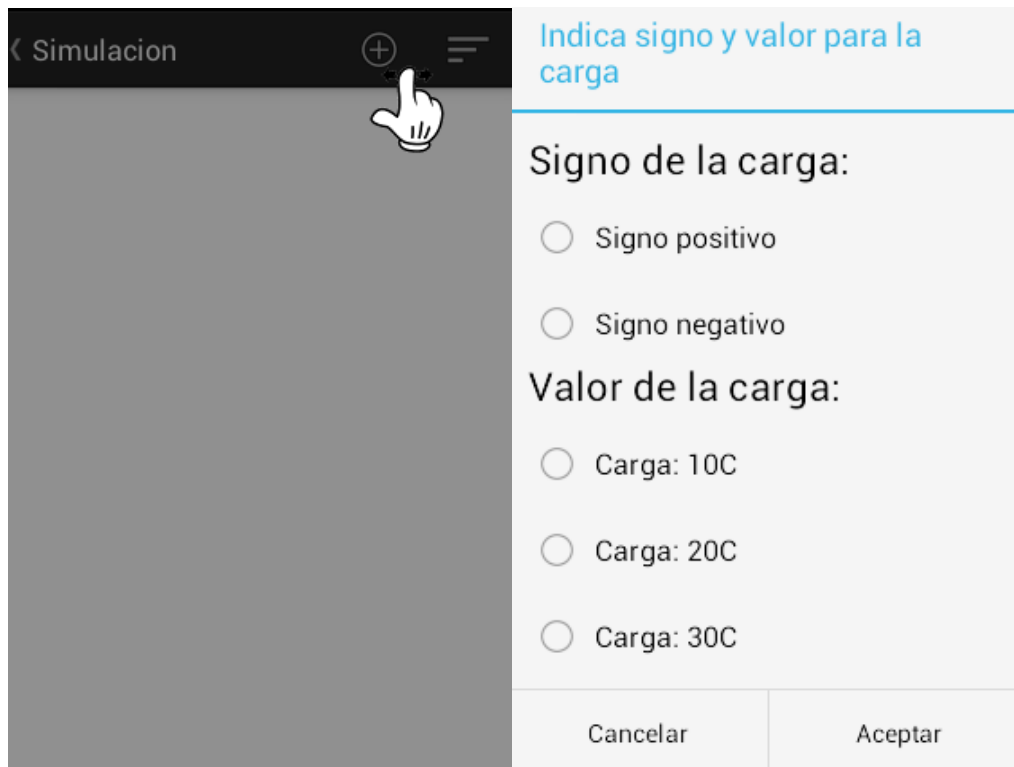 Simulacion
Indica signo y valor para la
carga
Signo de la carga:
Signo positivo
Signo negativo
Valor de la carga:
Carga: 10C
Carga: 20C
Carga: 30C
Cancelar
Aceptar